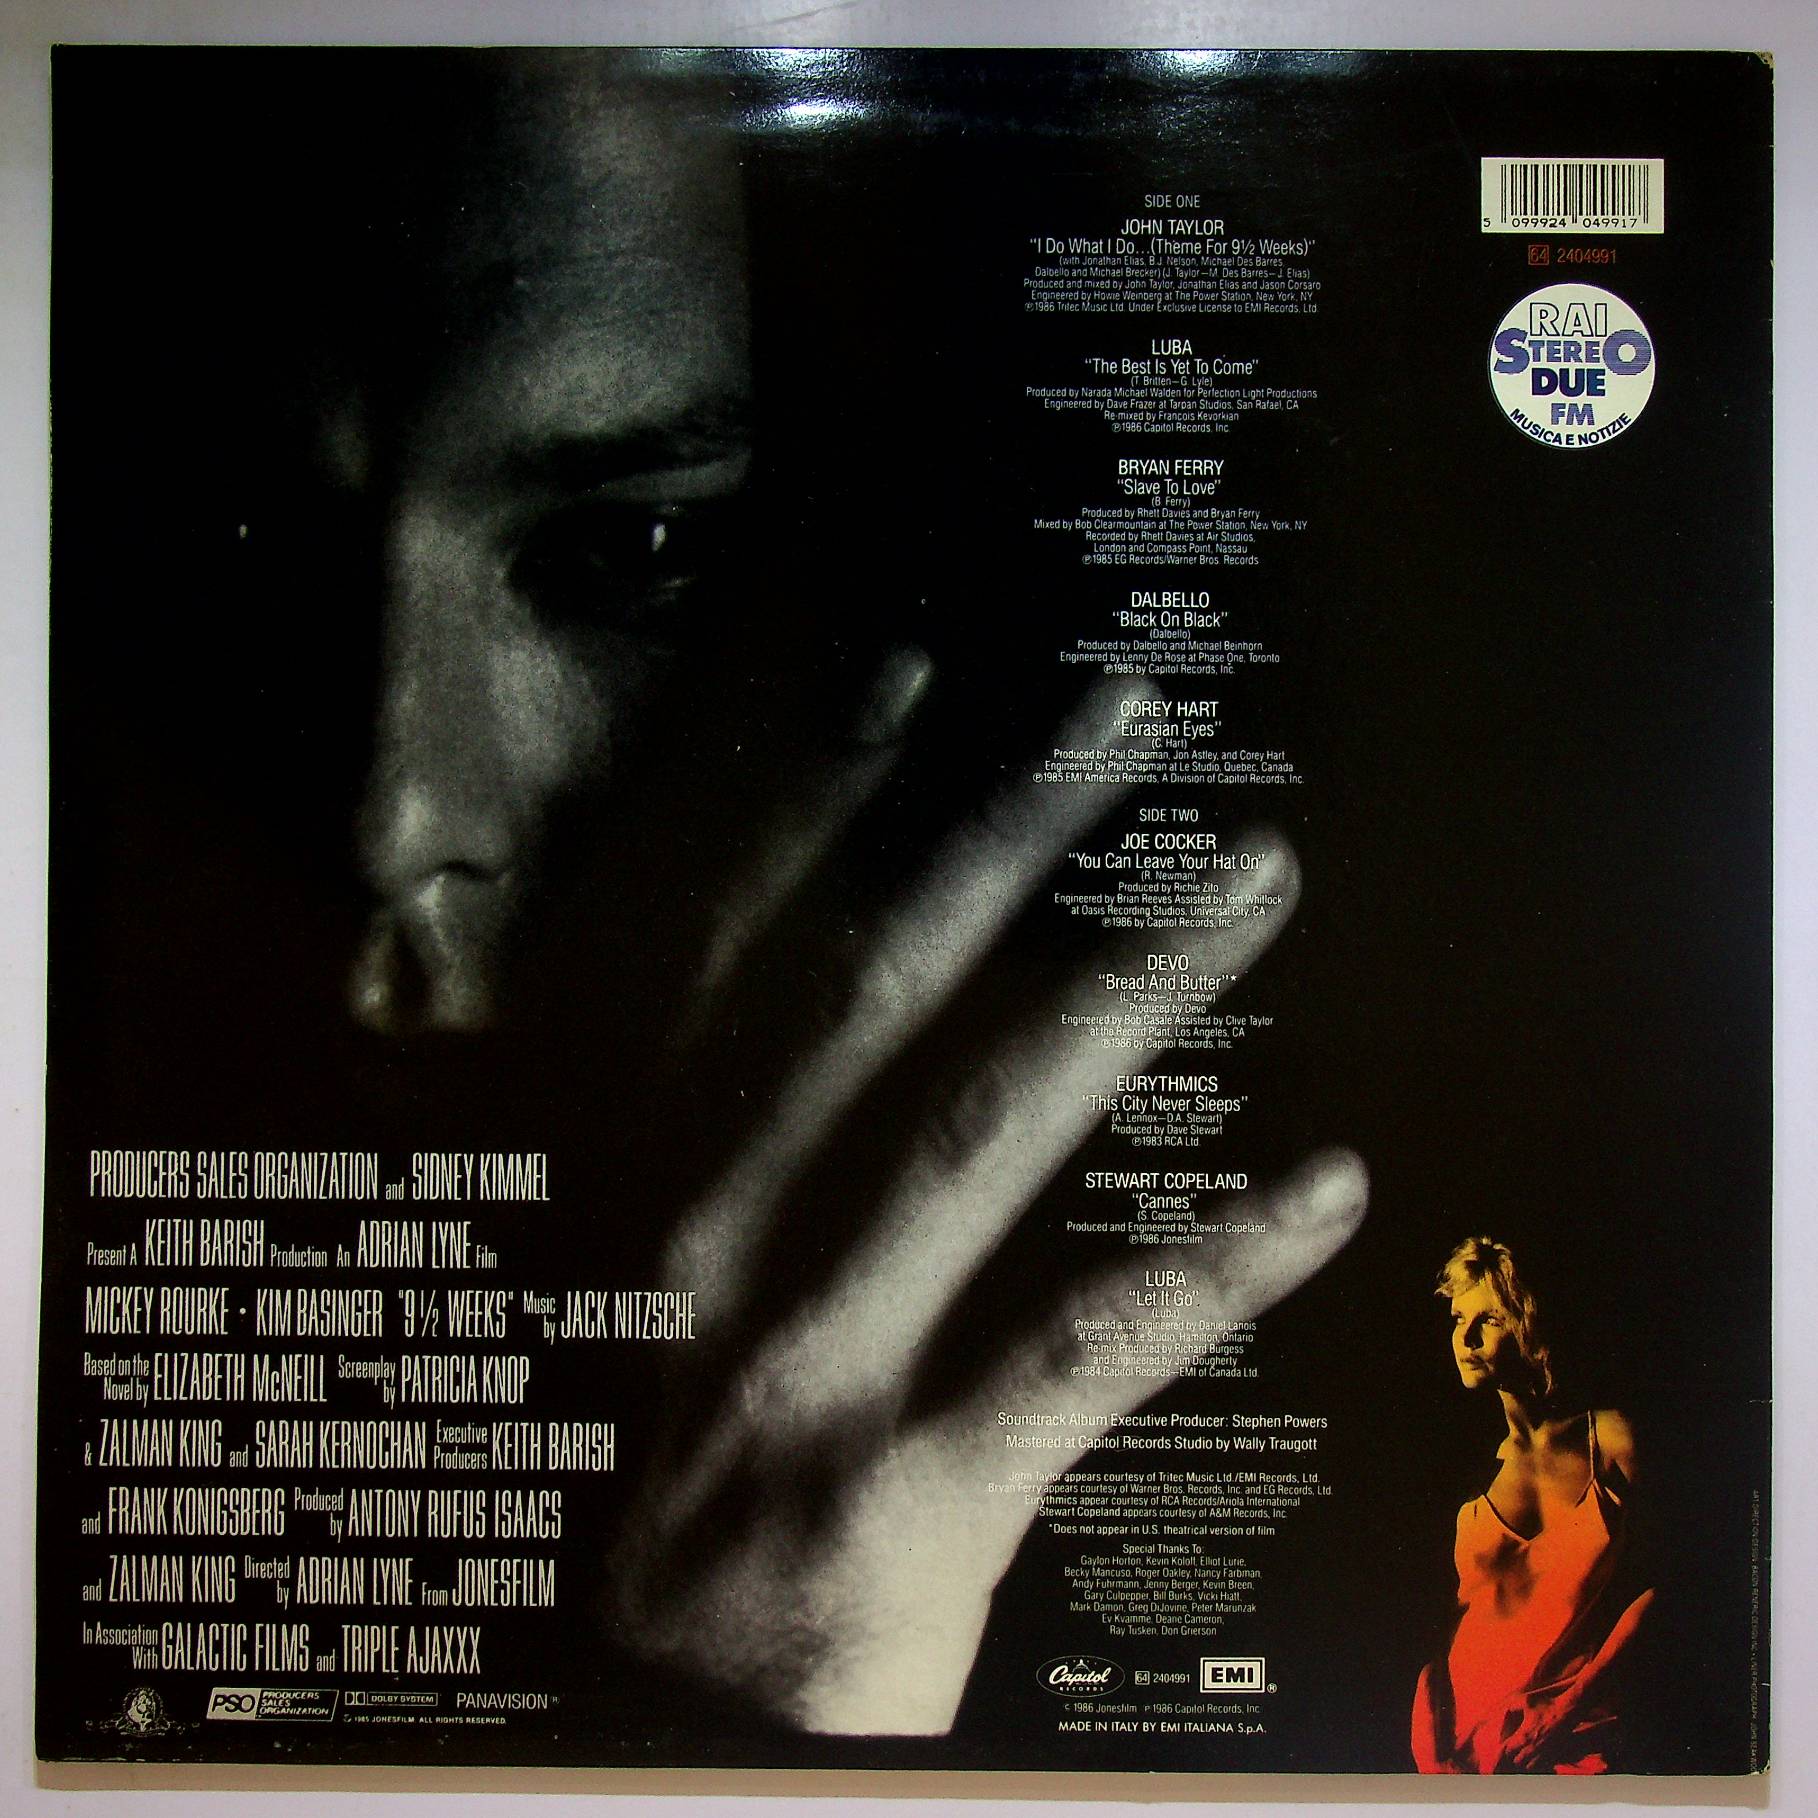 SIDE ONE
JOHN TAYLOR
"I Do What I Do...(Theme For 9½ Weeks)"
(with Jonathan Elias, B.J. Nelson, Michael Des Barres,
Dalbello and Michael Brecker) (J. Taylor—M. Des Barres—J. Elias)
Produced and mixed by John Taylor, Jonathan Elias and Jason Corsaro
Engineered by Howie Weinberg at The Power Station, New York, NY
℗1986 Tritec Music Ltd. Under Exclusive License to EMI Records, Ltd.
LUBA
"The Best Is Yet To Come"
(T. Britten—G. Lyle)
Produced by Narada Michael Walden for Perfection Light Productions
Engineered by Dave Frazer at Tarpan Studios, San Rafael, CA
Re-mixed by Francois Kevorkian
℗1986 Capitol Records, Inc.
BRYAN FERRY
"Slave To Love"
(B. Ferry)
Produced by Rhett Davies and Bryan Ferry
Mixed by Bob Clearmountain at The Power Station, New York, NY
Recorded by Rhett Davies at Air Studios,
London and Compass Point, Nassau
℗1985 EG Records/Warner Bros. Records
DALBELLO
"Black On Black"
(Dalbello)
Produced by Dalbello and Michael Beinhorn
Engineered by Lenny De Rose at Phase One, Toronto
℗1985 by Capitol Records, Inc.
COREY HART
"Eurasian Eyes"
(C. Hart)
Produced by Phil Chapman, Jon Astley, and Corey Hart
Engineered by Phil Chapman at Le Studio, Quebec, Canada
℗1985 EMI America Records, A Division of Capitol Records, Inc.
SIDE TWO
JOE COCKER
"You Can Leave Your Hat On"
(R. Newman)
Produced by Richie Zito
Engineered by Brian Reeves Assisted by Tom Whitlock
at Oasis Recording Studios, Universal City, CA
℗1986 by Capitol Records, Inc.
DEVO
"Bread And Butter"*
(L. Parks—J. Turnbow)
Produced by Devo
Engineered by Bob Casale Assisted by Clive Taylor
at the Record Plant, Los Angeles, CA
℗1986 by Capitol Records, Inc.
EURYTHMICS
"This City Never Sleeps"
(A. Lennox—D.A. Stewart)
Produced by Dave Stewart
℗1983 RCA Ltd.
STEWART COPELAND
"Cannes"
(S. Copeland)
Produced and Engineered by Stewart Copeland
℗1986 Jonesfilm
LUBA
"Let It Go"
(Luba)
Produced and Engineered by Daniel Lanois
at Grant Avenue Studio, Hamilton, Ontario
Re-mix Produced by Richard Burgess
and Engineered by Jim Dougherty
℗1984 Capitol Records—EMI of Canada Ltd.
Soundtrack Album Executive Producer: Stephen Powers
Mastered at Capitol Records Studio by Wally Traugott
John Taylor appears courtesy of Tritec Music Ltd./EMI Records, Ltd.
Bryan Ferry appears courtesy of Warner Bros. Records, Inc. and EG Records, Ltd.
Eurythmics appear courtesy of RCA Records/Ariola International
Stewart Copeland appears courtesy of A&M Records, Inc.
*Does not appear in U.S. theatrical version of film
Special Thanks To:
Gaylon Horton, Kevin Koloff, Elliot Lurie,
Becky Mancuso, Roger Oakley, Nancy Farbman,
Andy Fuhrmann, Jenny Berger, Kevin Breen,
Gary Culpepper, Bill Burks, Vicki Hiatt,
Mark Damon, Greg DiJovine, Peter Marunzak
Ev Kvamme, Deane Cameron,
Ray Tusken, Don Grierson
Capitol RECORDS 64 2404991 EMI ®
© 1986 Jonesfilm ℗ 1986 Capitol Records, Inc.
MADE IN ITALY BY EMI ITALIANA S.p.A.
5 099924 049917
64 2404991
RAI
STEREO
DUE
FM
MUSICA E NOTIZIE
PRODUCERS SALES ORGANIZATION and SIDNEY KIMMEL
Present A KEITH BARISH Production An ADRIAN LYNE Film
MICKEY ROURKE • KIM BASINGER "9 1/2 WEEKS" Music by JACK NITZSCHE
Based on the Novel by ELIZABETH McNEILL Screenplay by PATRICIA KNOP
& ZALMAN KING and SARAH KERNOCHAN Executive Producers KEITH BARISH
and FRANK KONIGSBERG Produced by ANTONY RUFUS ISAACS
and ZALMAN KING Directed by ADRIAN LYNE From JONESFILM
In Association With GALACTIC FILMS and TRIPLE AJAXXX
PSO PRODUCERS SALES ORGANIZATION DOLBY SYSTEM PANAVISION ®
© 1985 JONESFILM. ALL RIGHTS RESERVED.